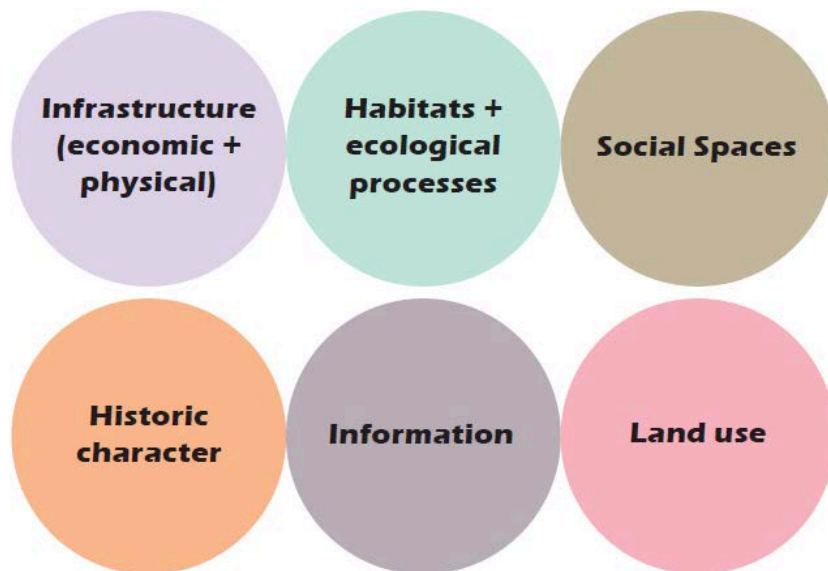 Infrastructure
(economic +
physical)
Habitats +
ecological
processes
Social Spaces
Historic
character
Information
Land use